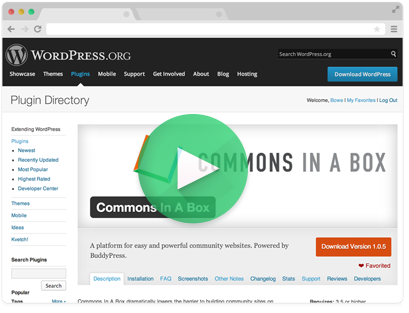 WORDPRESS.ORG
Search WordPress.org
Showcase Themes Plugins Mobile Support Get Involved About Blog Hosting
Download WordPress
Plugin Directory
Welcome, Bowe | My Favorites | Log Out
Extending WordPress
Plugins
Newest
Recently Updated
Most Popular
Highest Rated
Developer Center
Themes
Mobile
Ideas
Kvetch!
Search Plugins
Search
Popular
Tags More »
COMMONS IN A BOX
Commons In A Box
A platform for easy and powerful community websites. Powered by
BuddyPress.
Download Version 1.0.5
Favorited
Description Installation FAQ Screenshots Other Notes Changelog Stats Support Reviews Developers
Commons In A Box dramatically lowers the barrier to building community sites on
Requires: 3.5 or higher